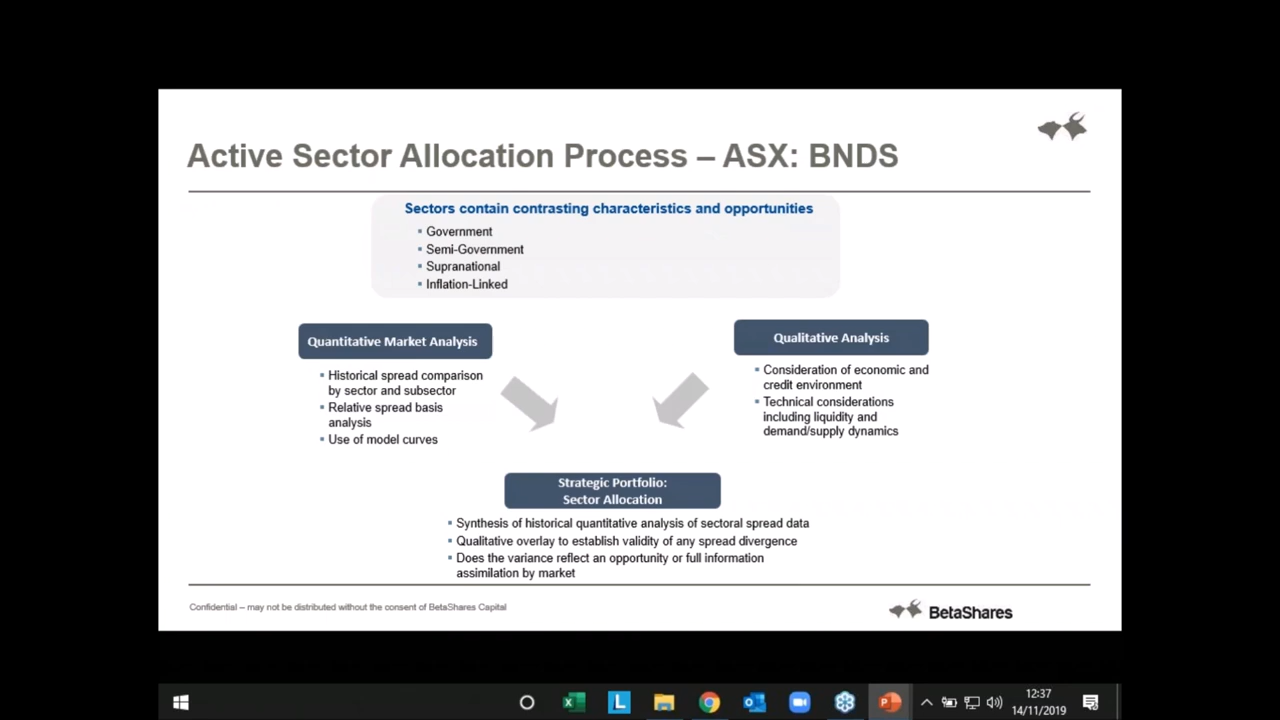 Active Sector Allocation Process – ASX: BNDS
Sectors contain contrasting characteristics and opportunities
Government
Semi-Government
Supranational
Inflation-Linked
Quantitative Market Analysis
Historical spread comparison
by sector and subsector
Relative spread basis
analysis
Use of model curves
Qualitative Analysis
Consideration of economic and
credit environment
Technical considerations
including liquidity and
demand/supply dynamics
Strategic Portfolio:
Sector Allocation
Synthesis of historical quantitative analysis of sectoral spread data
Qualitative overlay to establish validity of any spread divergence
Does the variance reflect an opportunity or full information
assimilation by market
Confidential – may not be distributed without the consent of BetaShares Capital
BetaShares
L
12:37
14/11/2019